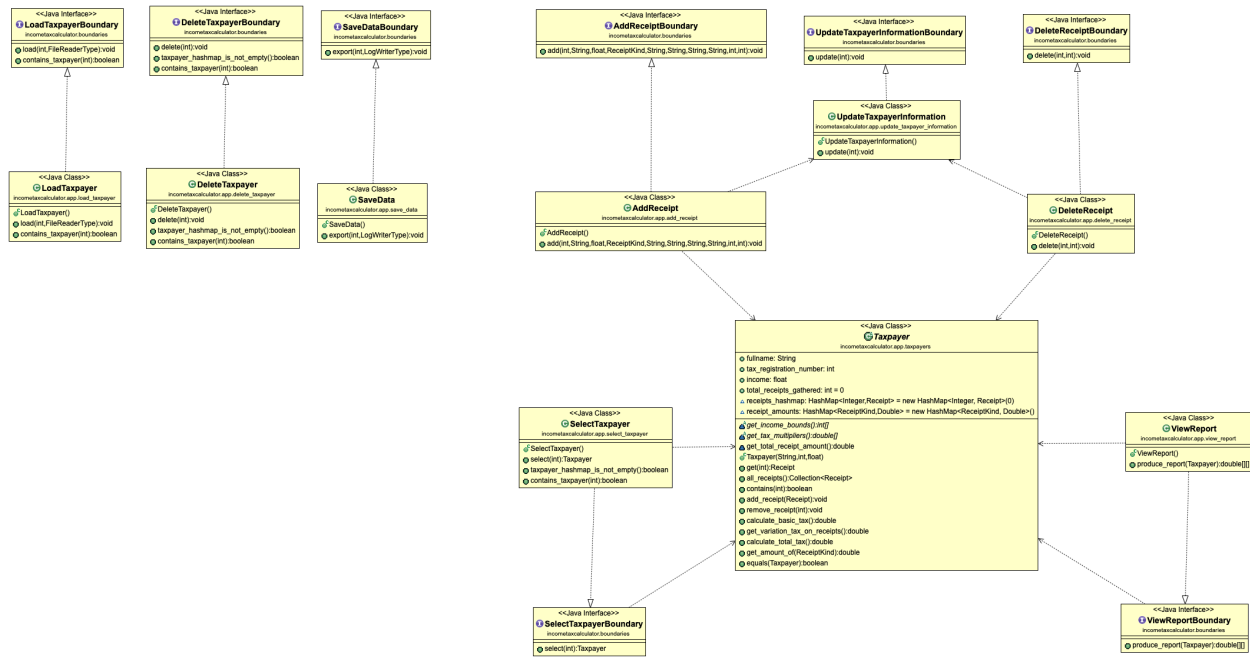 <<Java Interface>>
LoadTaxpayerBoundary
incometaxcalculator.boundaries
load(int,FileReaderType):void
contains_taxpayer(int):boolean
<<Java Interface>>
DeleteTaxpayerBoundary
incometaxcalculator.boundaries
delete(int):void
taxpayer_hashmap_is_not_empty():boolean
contains_taxpayer(int):boolean
<<Java Interface>>
SaveDataBoundary
incometaxcalculator.boundaries
export(int,LogWriterType):void
<<Java Interface>>
AddReceiptBoundary
incometaxcalculator.boundaries
add(int,String,float,ReceiptKind,String,String,String,String,int,int):void
<<Java Interface>>
UpdateTaxpayerInformationBoundary
incometaxcalculator.boundaries
update(int):void
<<Java Interface>>
DeleteReceiptBoundary
incometaxcalculator.boundaries
delete(int,int):void
<<Java Class>>
UpdateTaxpayerInformation
incometaxcalculator.app.update_taxpayer_information
UpdateTaxpayerInformation()
update(int):void
<<Java Class>>
LoadTaxpayer
incometaxcalculator.app.load_taxpayer
LoadTaxpayer()
load(int,FileReaderType):void
contains_taxpayer(int):boolean
<<Java Class>>
DeleteTaxpayer
incometaxcalculator.app.delete_taxpayer
DeleteTaxpayer()
delete(int):void
taxpayer_hashmap_is_not_empty():boolean
contains_taxpayer(int):boolean
<<Java Class>>
SaveData
incometaxcalculator.app.save_data
SaveData()
export(int,LogWriterType):void
<<Java Class>>
AddReceipt
incometaxcalculator.app.add_receipt
AddReceipt()
add(int,String,float,ReceiptKind,String,String,String,String,int,int):void
<<Java Class>>
DeleteReceipt
incometaxcalculator.app.delete_receipt
DeleteReceipt()
delete(int,int):void
<<Java Class>>
Taxpayer
incometaxcalculator.app.taxpayers
fullname: String
tax_registration_number: int
income: float
total_receipts_gathered: int = 0
receipts_hashmap: HashMap<Integer,Receipt> = new HashMap<Integer, Receipt>(0)
receipt_amounts: HashMap<ReceiptKind,Double> = new HashMap<ReceiptKind, Double>()
get_income_bounds():int[]
get_tax_multipliers():double[]
get_total_receipt_amount():double
Taxpayer(String,int,float)
get(int):Receipt
all_receipts():Collection<Receipt>
contains(int):boolean
add_receipt(Receipt):void
remove_receipt(int):void
calculate_basic_tax():double
get_variation_tax_on_receipts():double
calculate_total_tax():double
get_amount_of(ReceiptKind):double
equals(Taxpayer):boolean
<<Java Class>>
SelectTaxpayer
incometaxcalculator.app.select_taxpayer
SelectTaxpayer()
select(int):Taxpayer
taxpayer_hashmap_is_not_empty():boolean
contains_taxpayer(int):boolean
<<Java Class>>
ViewReport
incometaxcalculator.app.view_report
ViewReport()
produce_report(Taxpayer):double[][]
<<Java Interface>>
SelectTaxpayerBoundary
incometaxcalculator.boundaries
select(int):Taxpayer
<<Java Interface>>
ViewReportBoundary
incometaxcalculator.boundaries
produce_report(Taxpayer):double[][]